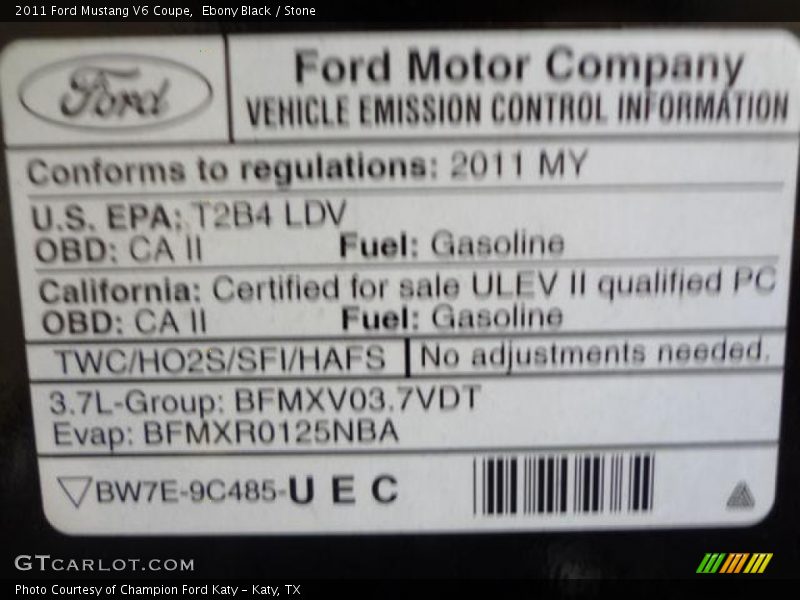 2011 Ford Mustang V6 Coupe, Ebony Black / Stone
Ford
Ford Motor Company
VEHICLE EMISSION CONTROL INFORMATION
Conforms to regulations: 2011 MY
U.S. EPA: T2B4 LDV
OBD: CA II Fuel: Gasoline
California: Certified for sale ULEV II qualified PC
OBD: CA II Fuel: Gasoline
TWC/HO2S/SFI/HAFS No adjustments needed.
3.7L-Group: BFMXV03.7VDT
Evap: BFMXR0125NBA
BW7E-9C485-U E C
GTCARLOT.COM
Photo Courtesy of Champion Ford Katy - Katy, TX